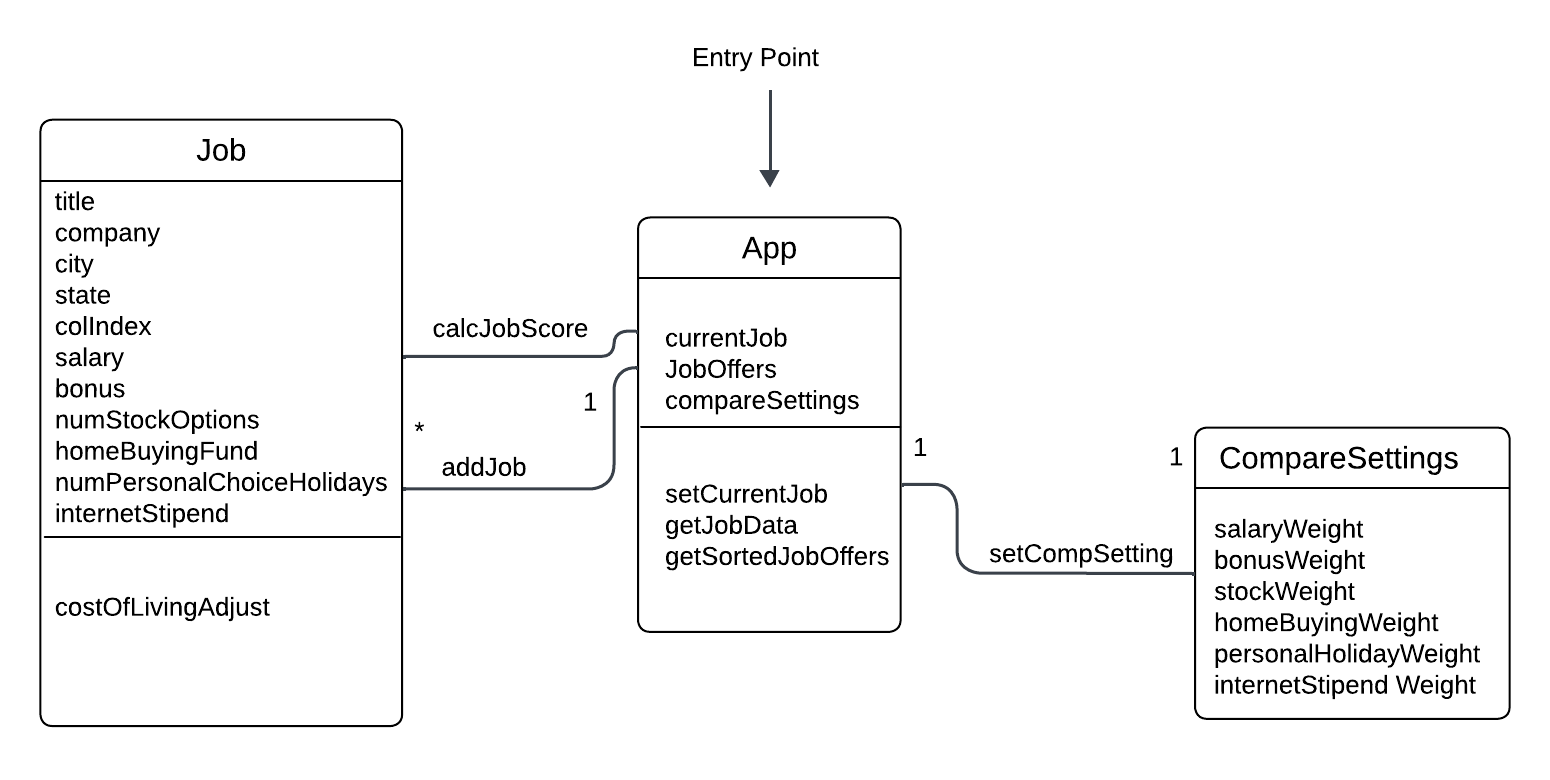 Entry Point
Job
title
company
city
state
colIndex
salary
bonus
numStockOptions
homeBuyingFund
numPersonalChoiceHolidays
internetStipend
costOfLivingAdjust
calcJobScore
1
*
addJob
App
currentJob
JobOffers
compareSettings
setCurrentJob
getJobData
getSortedJobOffers
1
1
setCompSetting
CompareSettings
salaryWeight
bonusWeight
stockWeight
homeBuyingWeight
personalHolidayWeight
internetStipend Weight